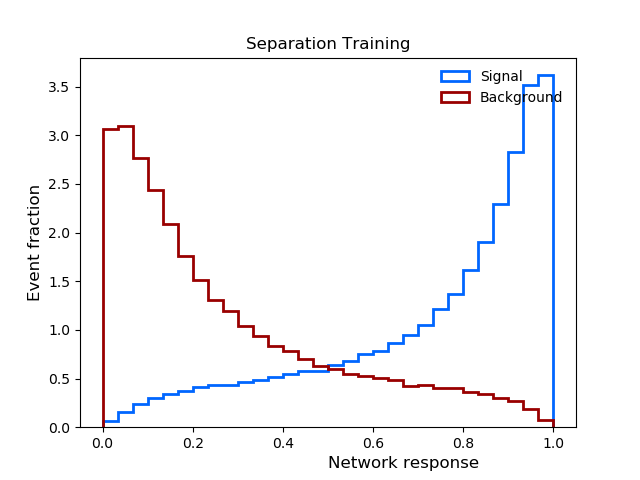 Separation Training
Signal
Background
Event fraction
3.5
3.0
2.5
2.0
1.5
1.0
0.5
0.0
0.0 0.2 0.4 0.6 0.8 1.0
Network response